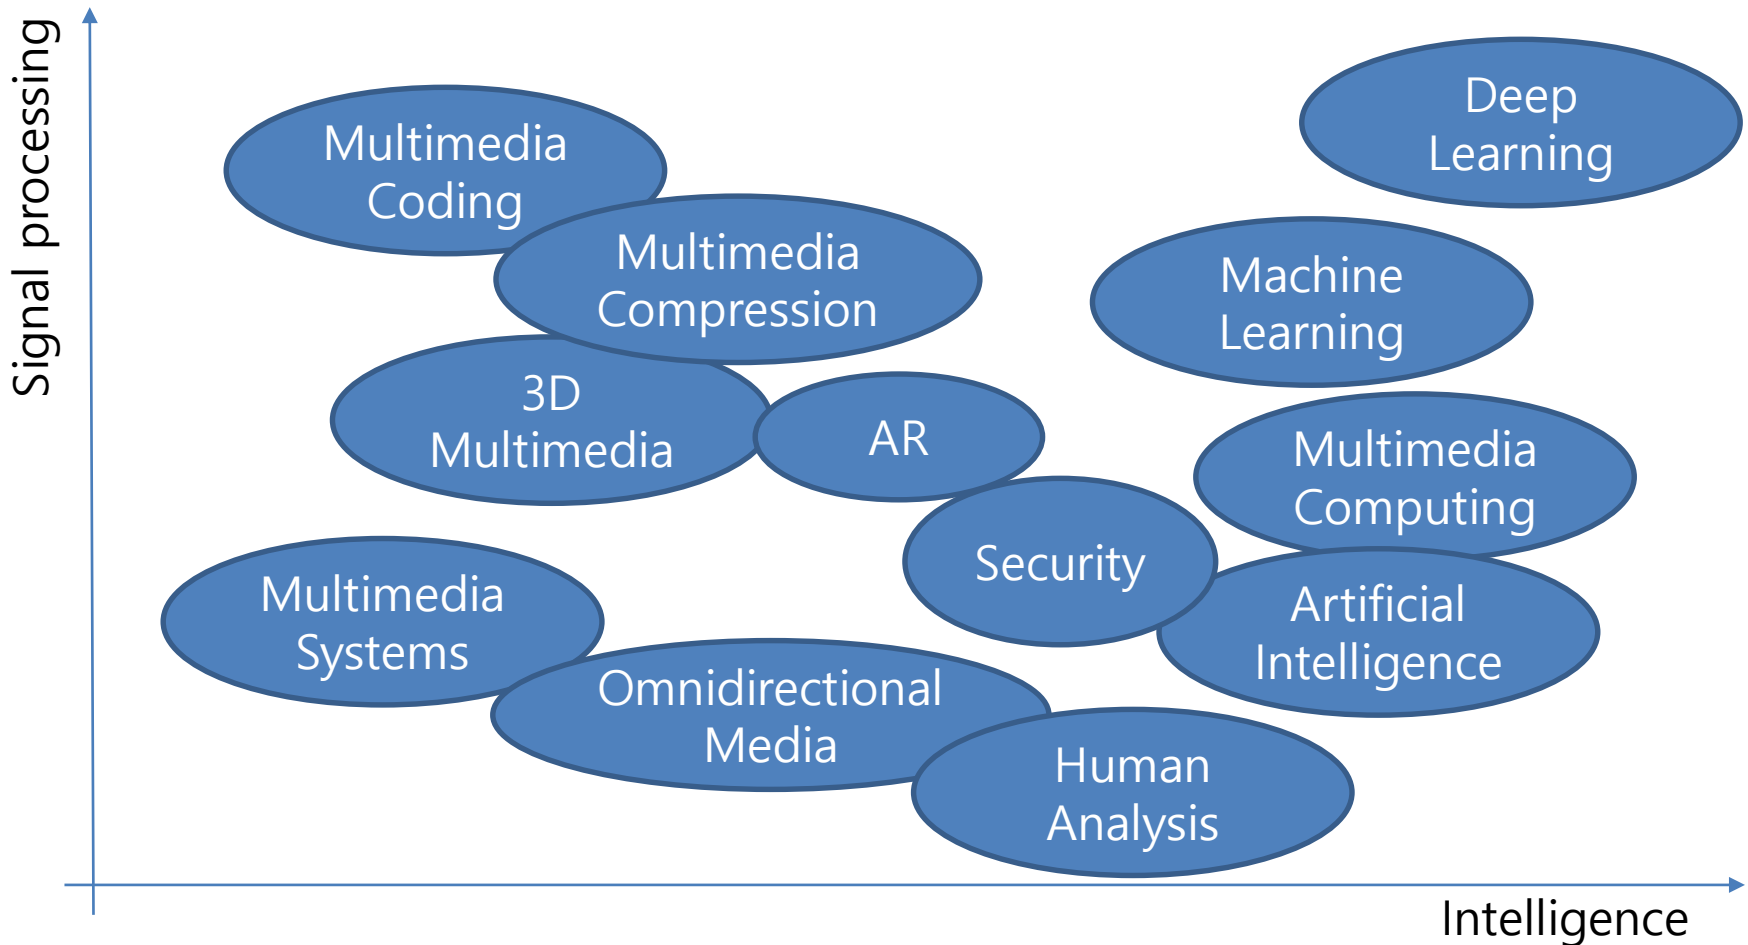 Signal processing
Deep
Learning
Multimedia
Coding
Multimedia
Compression
Machine
Learning
3D
Multimedia
AR
Multimedia
Computing
Security
Multimedia
Systems
Artificial
Intelligence
Omnidirectional
Media
Human
Analysis
Intelligence